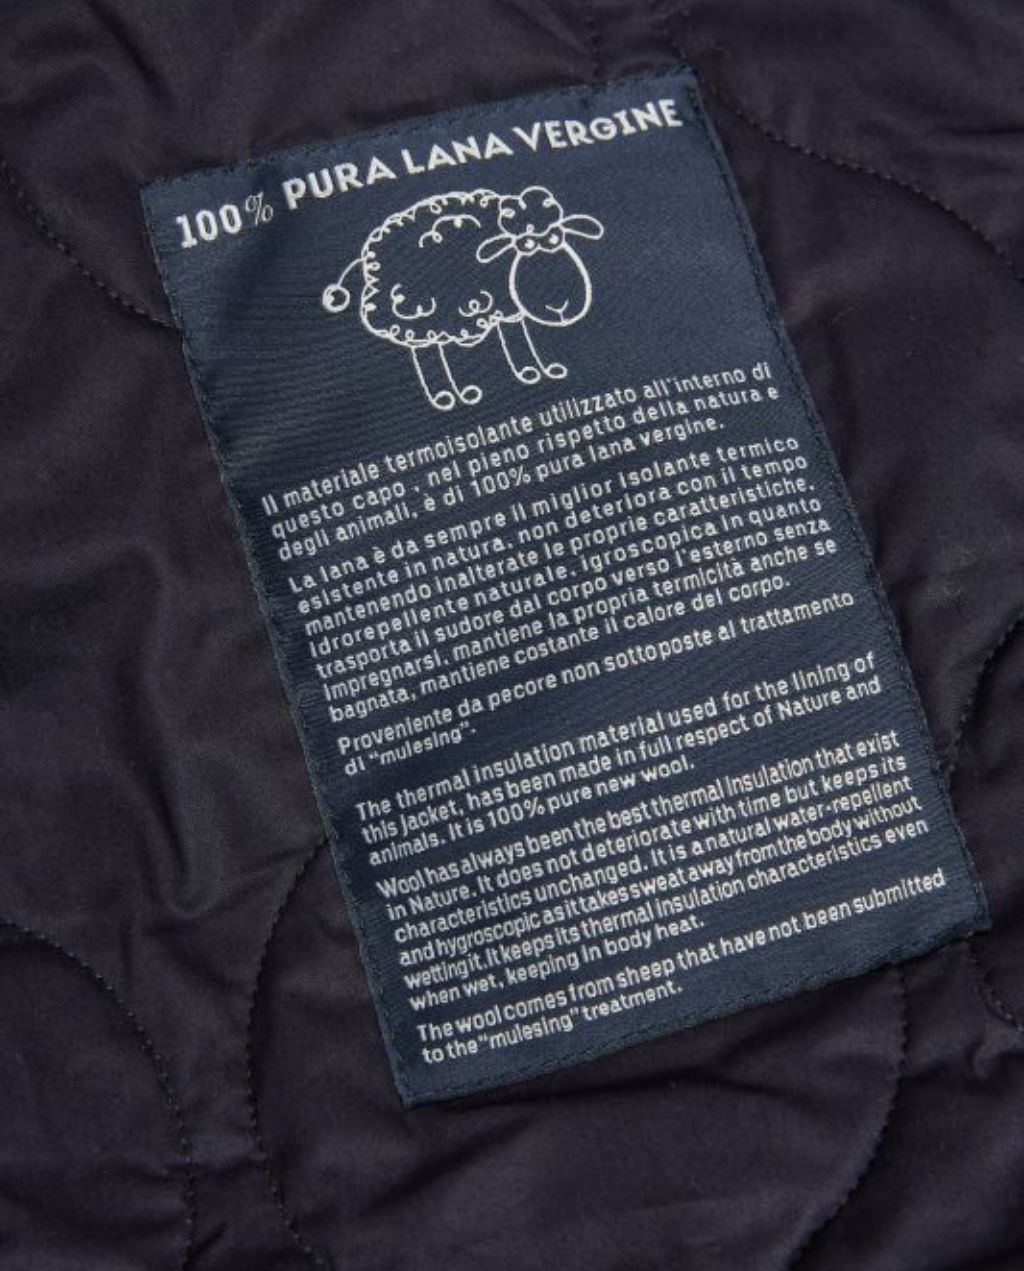 100% PURA LANA VERGINE
Il materiale termoisolante utilizzato all'interno di
questo capo, nel pieno rispetto della natura e
degli animali, è di 100% pura lana vergine.
La lana è da sempre il miglior isolante termico
esistente in natura, non deteriora con il tempo
mantenendo inalterate le proprie caratteristiche.
Idrorepellente naturale, igroscopica in quanto
trasporta il sudore dal corpo verso l'esterno senza
impregnarsi, mantiene la propria termicità anche se
bagnata, mantiene costante il calore del corpo.
Proveniente da pecore non sottoposte al trattamento
di "mulesing".
The thermal insulation material used for the lining of
this jacket, has been made in full respect of Nature and
animals. It is 100% pure new wool.
Wool has always been the best thermal insulation that exist
in Nature. It does not deteriorate with time but keeps its
characteristics unchanged. It is a natural water-repellent
and hygroscopic as it takes sweat away from the body without
wetting it. It keeps its thermal insulation characteristics even
when wet, keeping in body heat.
The wool comes from sheep that have not been submitted
to the "mulesing" treatment.